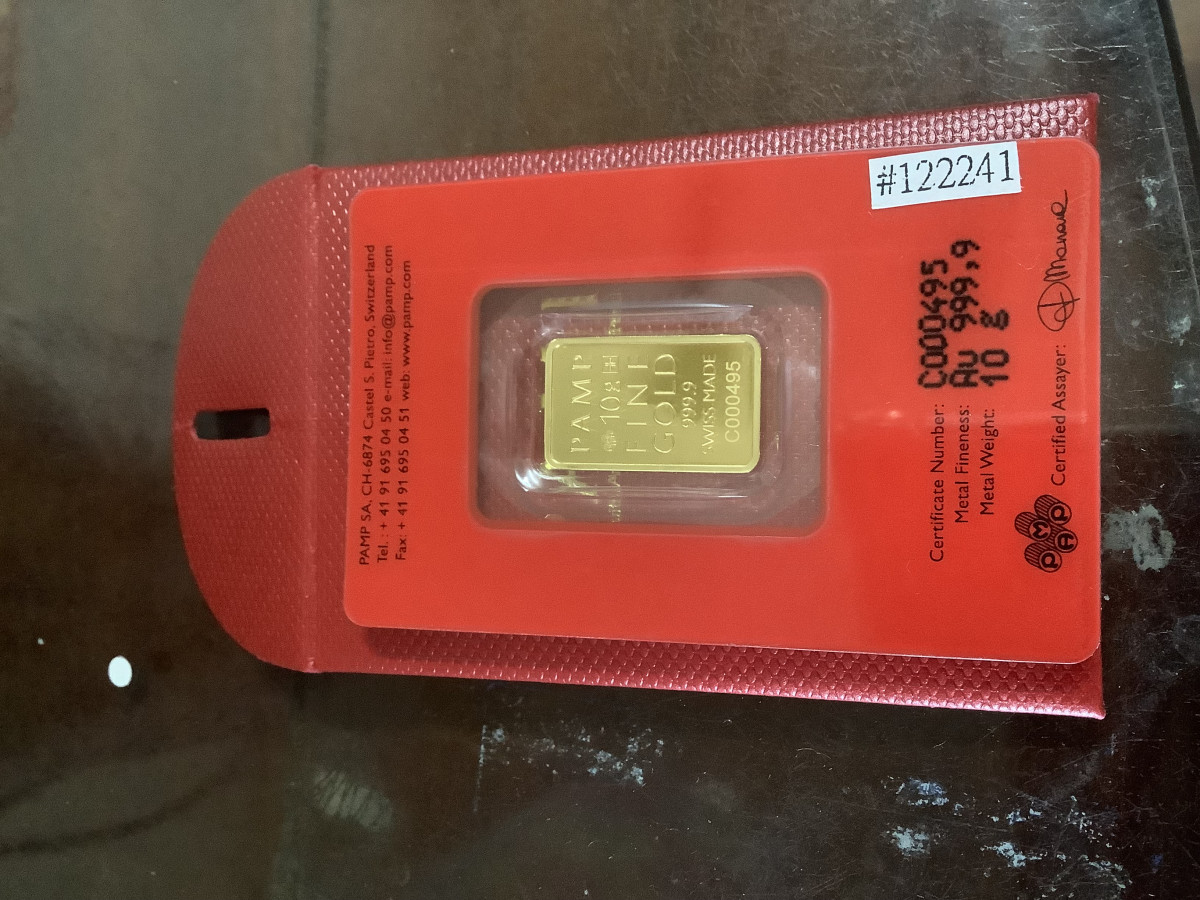 #122241
PAMP SA, CH-6874 Castel S. Pietro, Switzerland
Tel. : + 41 91 695 04 50 e-mail: info@pamp.com
Fax: + 41 91 695 04 51 web: www.pamp.com
PAMP
10g
FINE
GOLD
999.9
SWISS MADE
C000495
Certificate Number: C000495
Metal Fineness: Au 999,9
Metal Weight: 10 g
PAMP Certified Assayer: